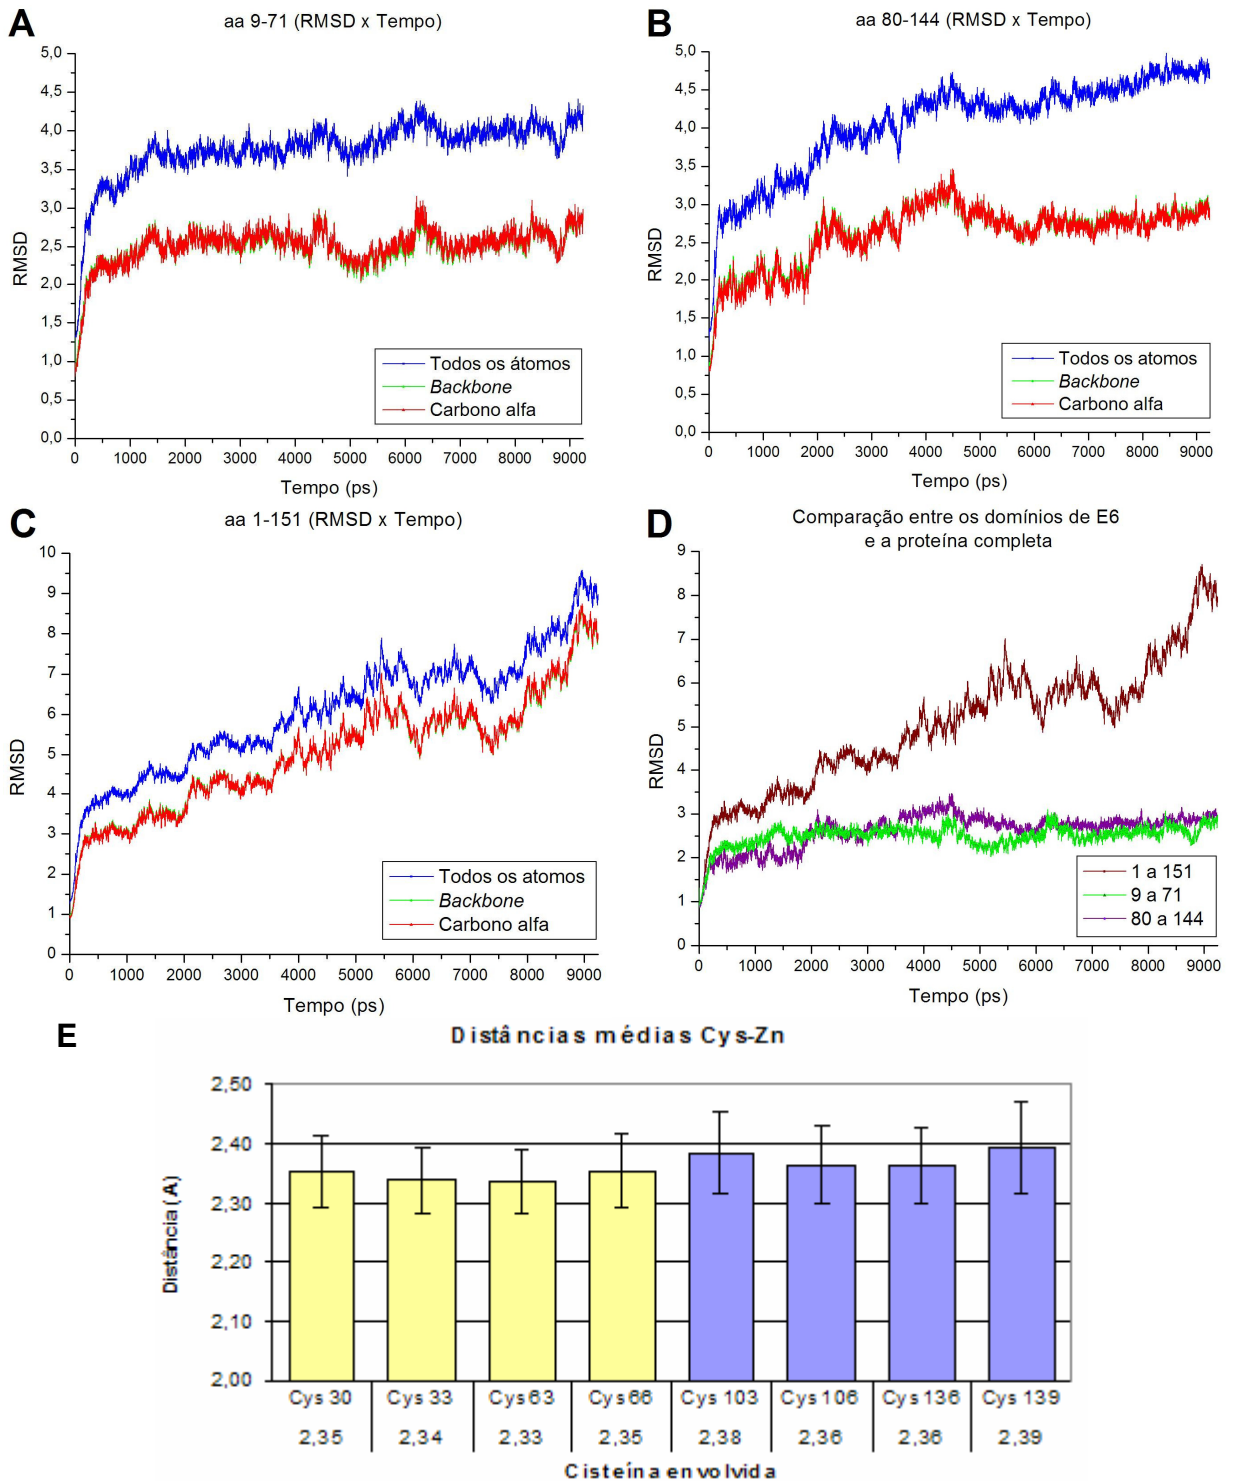 A
aa 9-71 (RMSD x Tempo)
5,0
4,5
4,0
3,5
3,0
2,5
2,0
1,5
1,0
0,5
0,0
RMSD
0 1000 2000 3000 4000 5000 6000 7000 8000 9000
Tempo (ps)
Todos os átomos
Backbone
Carbono alfa
B
aa 80-144 (RMSD x Tempo)
5,0
4,5
4,0
3,5
3,0
2,5
2,0
1,5
1,0
0,5
0,0
RMSD
0 1000 2000 3000 4000 5000 6000 7000 8000 9000
Tempo (ps)
Todos os atomos
Backbone
Carbono alfa
C
aa 1-151 (RMSD x Tempo)
10
9
8
7
6
5
4
3
2
1
0
RMSD
0 1000 2000 3000 4000 5000 6000 7000 8000 9000
Tempo (ps)
Todos os atomos
Backbone
Carbono alfa
D
Comparação entre os domínios de E6
e a proteína completa
9
8
7
6
5
4
3
2
1
0
RMSD
0 1000 2000 3000 4000 5000 6000 7000 8000 9000
Tempo (ps)
1 a 151
9 a 71
80 a 144
E
Distâncias médias Cys-Zn
2,50
2,40
2,30
2,20
2,10
2,00
Distância (A)
Cys 30 Cys 33 Cys 63 Cys 66 Cys 103 Cys 106 Cys 136 Cys 139
2,35 2,34 2,33 2,35 2,38 2,36 2,36 2,39
Cisteína envolvida